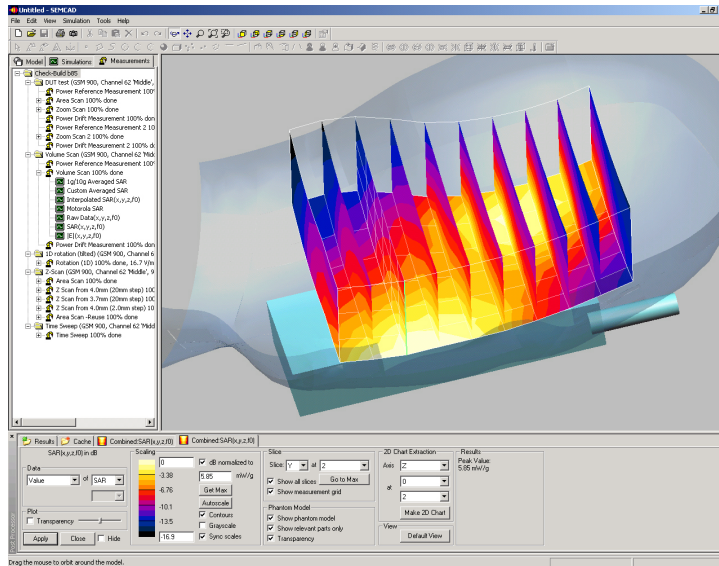 Untitled - SEMCAD
File Edit View Simulation Tools Help
Model Simulations Measurements
Check-Build b85
DUT test (GSM 900, Channel 62 'Middle',
Power Reference Measurement 100°
Area Scan 100% done
Zoom Scan 100% done
Power Drift Measurement 100% don
Power Reference Measurement 2 10
Zoom Scan 2 100% done
Power Drift Measurement 2 100% dc
Volume Scan (GSM 900, Channel 62 'Midc
Power Reference Measurement 100°
Volume Scan 100% done
1g/10g Averaged SAR
Custom Averaged SAR
Interpolated SAR(x,y,z,f0)
Motorola SAR
Raw Data(x,y,z,f0)
SAR(x,y,z,f0)
|E|(x,y,z,f0)
Power Drift Measurement 100% don
1D rotation (tilted) (GSM 900, Channel 6
Rotation (1D) 100% done, 16.7 V/m
Z-Scan (GSM 900, Channel 62 'Middle', 9
Area Scan 100% done
Z Scan from 4.0mm (20mm step) 10C
Z Scan from 3.7mm (20mm step) 10C
Z Scan from 4.0mm (2.0mm step) 10
Area Scan -Reuse 100% done
Time Sweep (GSM 900, Channel 62 'Midd
Time Sweep 100% done
Results Cache Combined:SAR(x,y,z,f0) Combined:SAR(x,y,z,f0)
SAR(x,y,z,f0) in dB
Data
Value of SAR
Plot
Transparency
Apply Close Hide
Scaling
0
-3.38
-6.76
-10.1
-13.5
-16.9
dB normalized to
5.85 mW/g
Get Max
Autoscale
Contours
Grayscale
Sync scales
Slice
Slice: Y at 2
Show all slices Go to Max
Show measurement grid
Phantom Model
Show phantom model
Show relevant parts only
Transparency
2D Chart Extraction
Axis Z
at 0
2
Make 2D Chart
View
Default View
Results
Peak Value:
5.85 mW/g
Post Processor
Drag the mouse to orbit around the model.